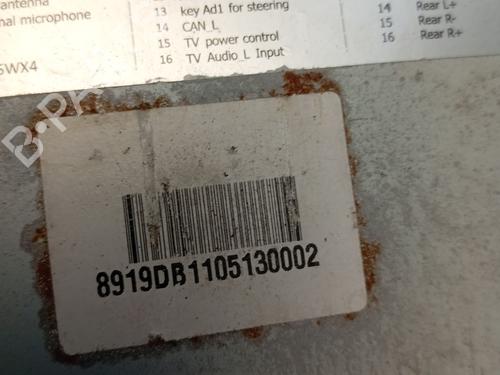 antenna
nal microphone
5WX4
13 key Ad1 for steering
14 CAN_L
15 TV power control
16 TV Audio_L Input
14 Rear L+
15 Rear R-
16 Rear R+
8919DB1105130002